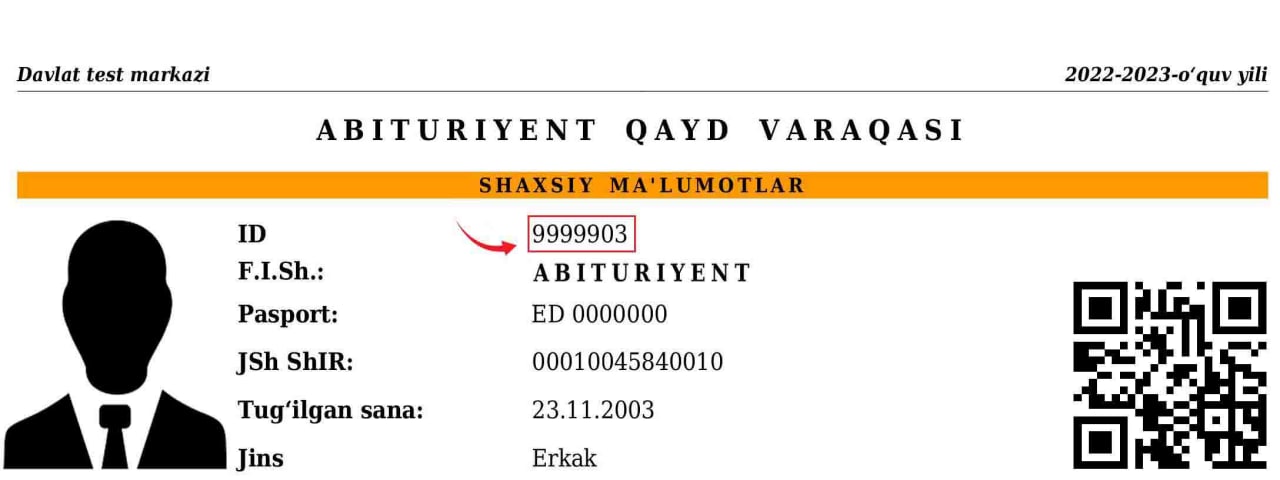 Davlat test markazi 2022-2023-o‘quv yili
ABITURIYENT QAYD VARAQASI
SHAXSIY MA'LUMOTLAR
ID 9999903
F.I.Sh.: ABITURIYENT
Pasport: ED 0000000
JSh ShIR: 00010045840010
Tug‘ilgan sana: 23.11.2003
Jins Erkak